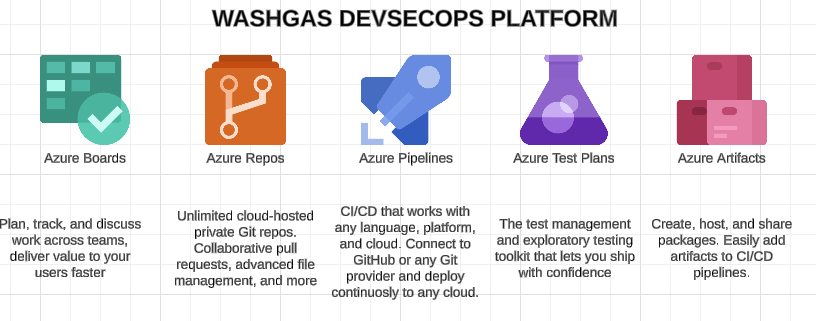 WASHGAS DEVSECOPS PLATFORM
Azure Boards
Azure Repos
Azure Pipelines
Azure Test Plans
Azure Artifacts
Plan, track, and discuss
work across teams,
deliver value to your
users faster
Unlimited cloud-hosted
private Git repos.
Collaborative pull
requests, advanced file
management, and more
CI/CD that works with
any language, platform,
and cloud. Connect to
GitHub or any Git
provider and deploy
continuosly to any cloud.
The test management
and exploratory testing
toolkit that lets you ship
with confidence
Create, host, and share
packages. Easily add
artifacts to CI/CD
pipelines.